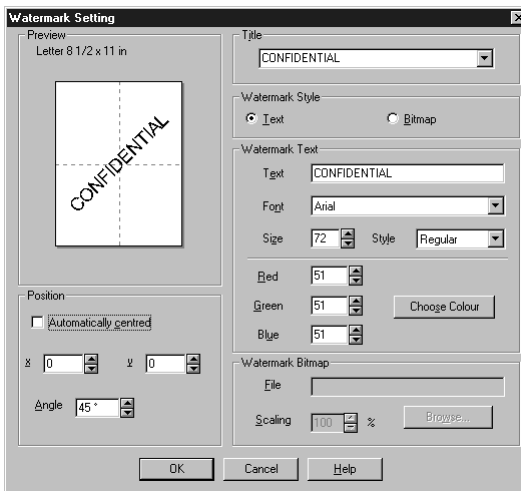 Watermark Setting
Preview
Letter 8 1/2 x 11 in
CONFIDENTIAL
Position
Automatically centred
x 0 y 0
Angle 45 °
Title
CONFIDENTIAL
Watermark Style
Text Bitmap
Watermark Text
Text CONFIDENTIAL
Font Arial
Size 72 Style Regular
Red 51
Green 51 Choose Colour
Blue 51
Watermark Bitmap
File
Scaling 100 % Browse...
OK Cancel Help